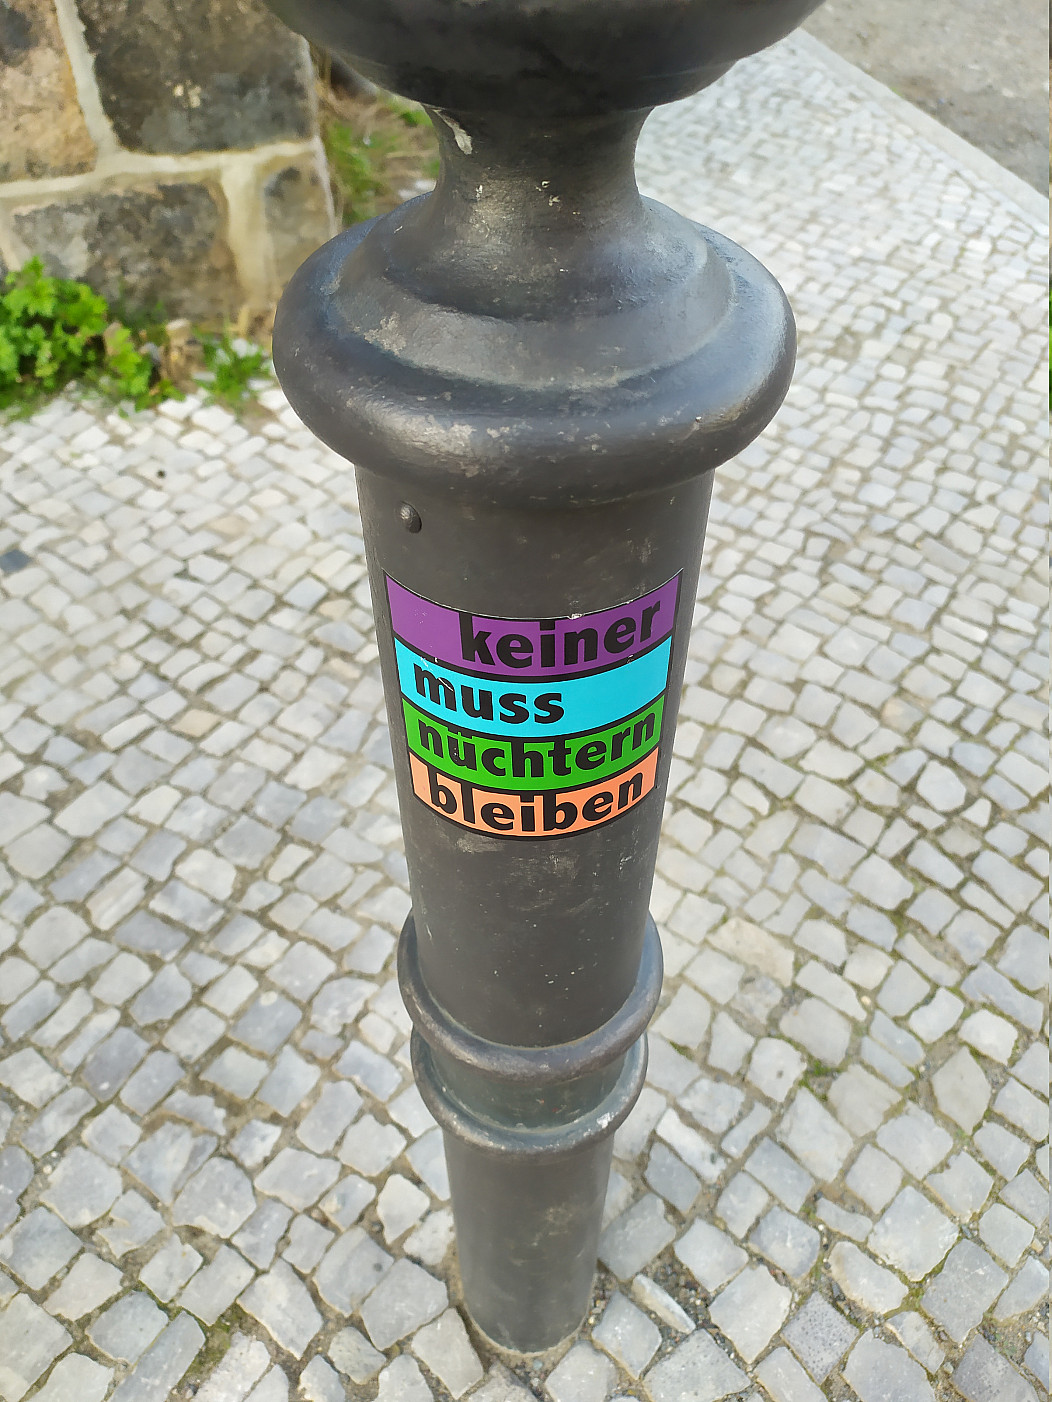 keiner
muss
nüchtern
bleiben